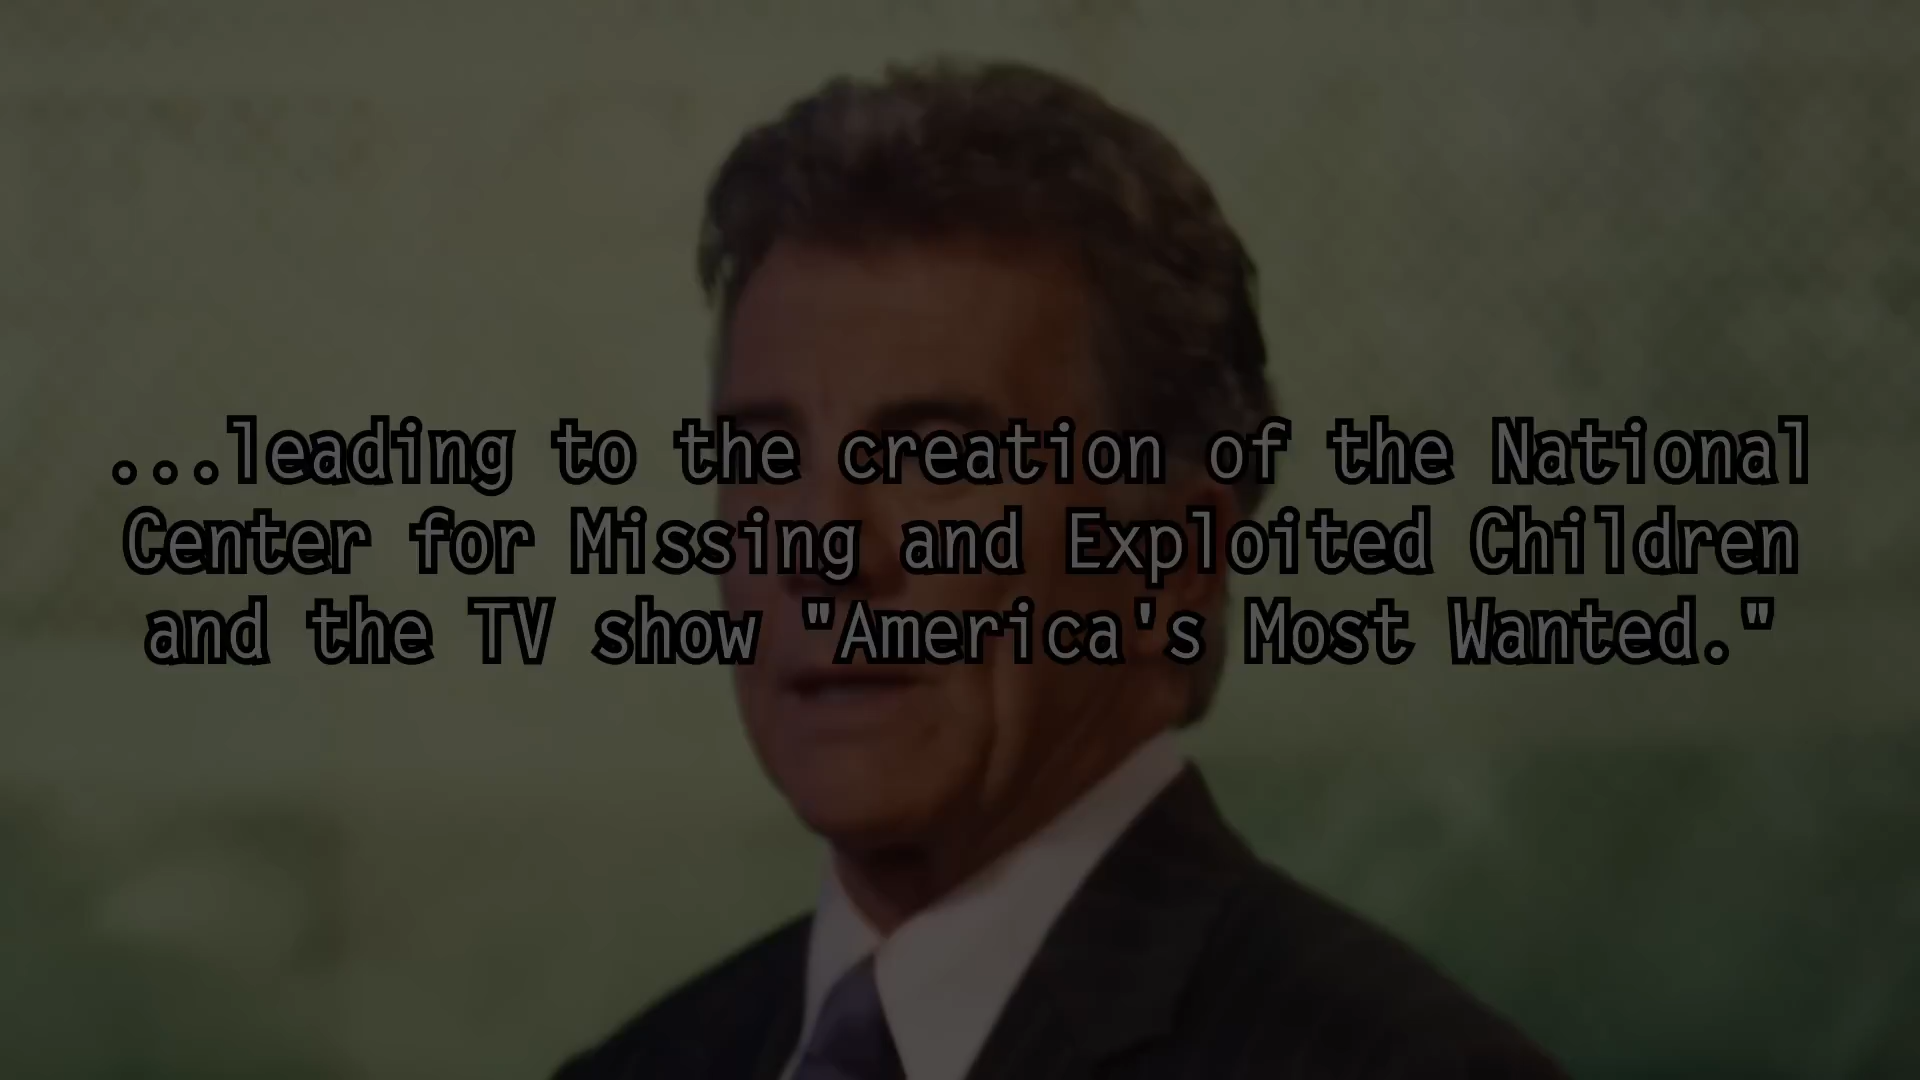 ...leading to the creation of the National
Center for Missing and Exploited Children
and the TV show "America's Most Wanted."